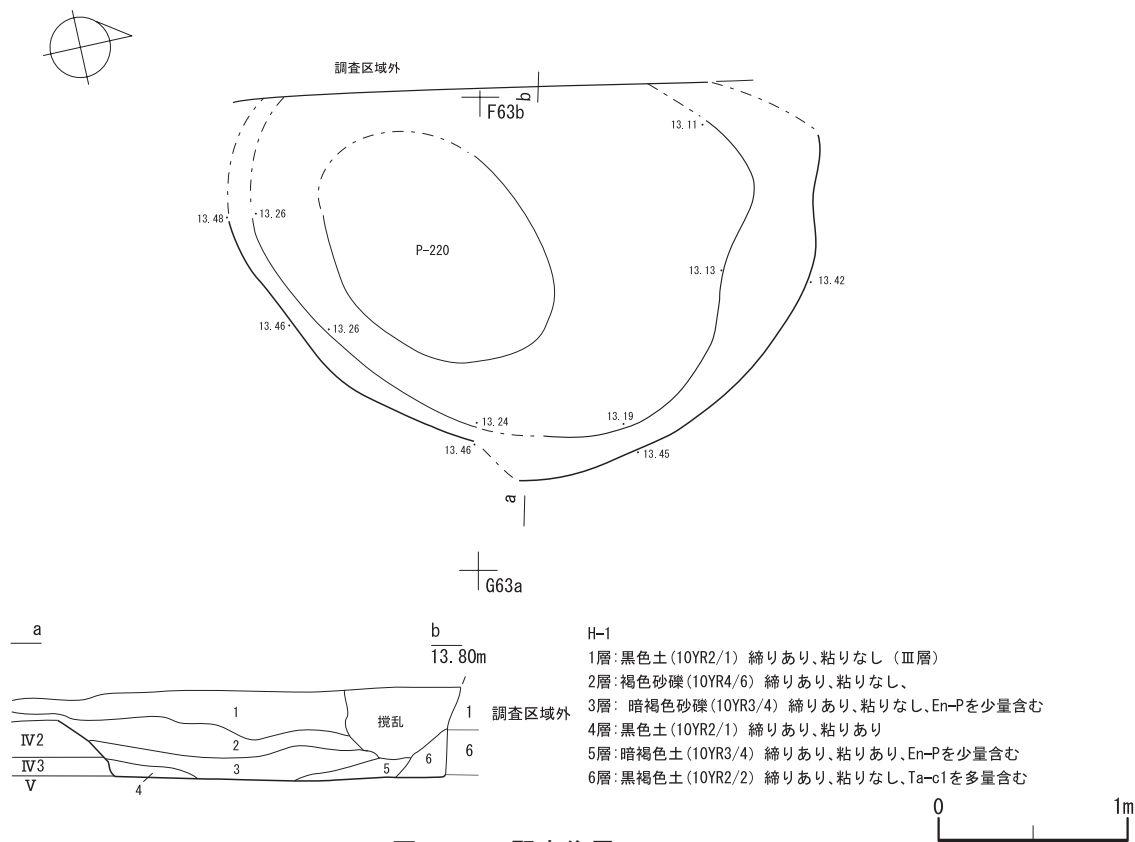 調査区域外
b
F63b
13.11
13.48
13.26
P-220
13.13
13.42
13.46
13.26
13.24
13.19
13.46
13.45
a
G63a
a
b
13.80m
1
1
調査区域外
撹乱
2
Ⅳ2
6
6
3
5
Ⅳ3
Ⅴ
4
H-1
1層:黒色土(10YR2/1) 締りあり、粘りなし (Ⅲ層)
2層:褐色砂礫(10YR4/6) 締りあり、粘りなし、
3層: 暗褐色砂礫(10YR3/4) 締りあり、粘りなし、En-Pを少量含む
4層:黒色土(10YR2/1) 締りあり、粘りあり
5層:暗褐色土(10YR3/4) 締りあり、粘りあり、En-Pを少量含む
6層:黒褐色土(10YR2/2) 締りあり、粘りなし、Ta-c1を多量含む
0 1m